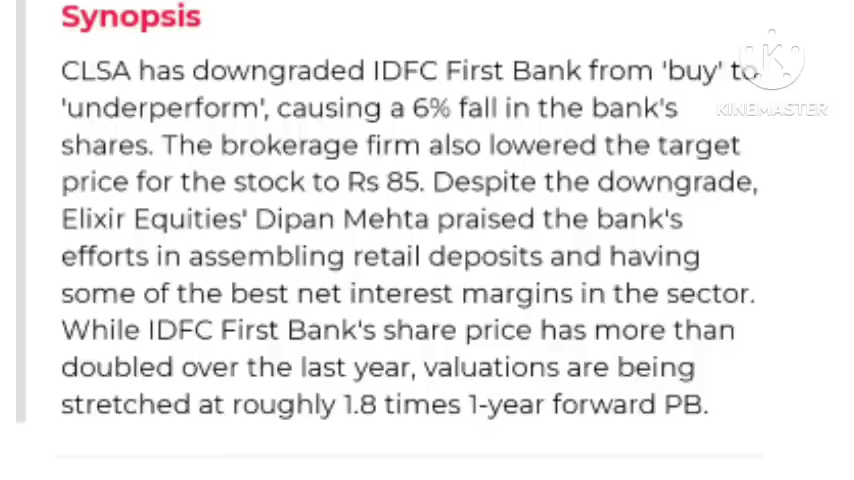 Synopsis
CLSA has downgraded IDFC First Bank from 'buy' to
'underperform', causing a 6% fall in the bank's
shares. The brokerage firm also lowered the target
price for the stock to Rs 85. Despite the downgrade,
Elixir Equities' Dipan Mehta praised the bank's
efforts in assembling retail deposits and having
some of the best net interest margins in the sector.
While IDFC First Bank's share price has more than
doubled over the last year, valuations are being
stretched at roughly 1.8 times 1-year forward PB.
K
KINEMASTER